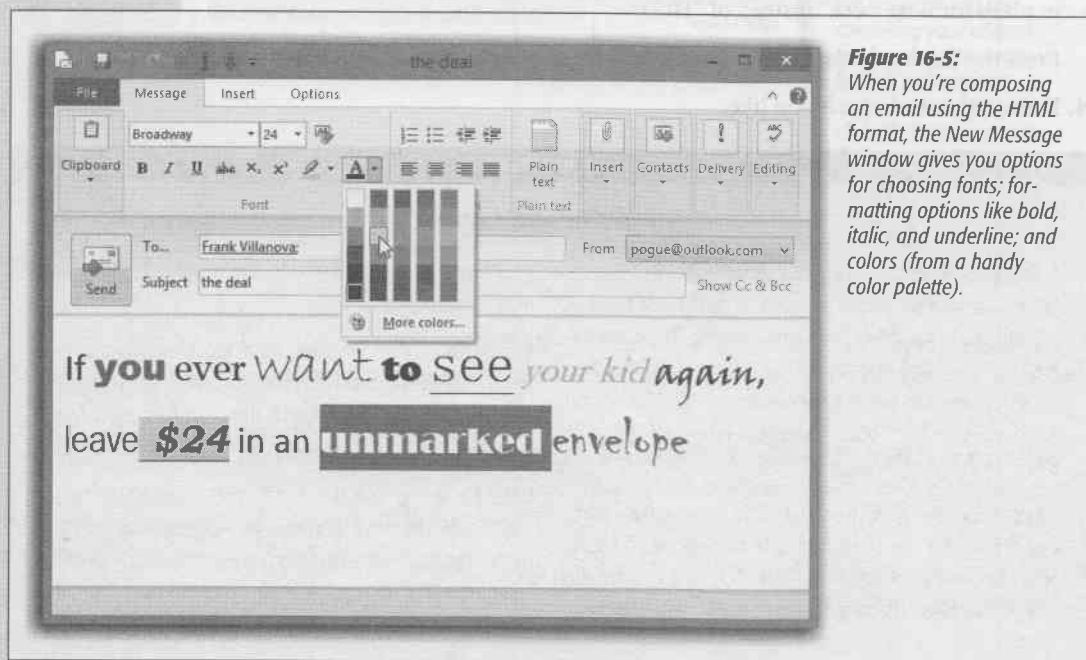 the deal
File Message Insert Options
Broadway 24
Clipboard B I U abc X₂ X² A Plain text Insert Contacts Delivery Editing
Font Plain text
To... Frank Villanova; From pogue@outlook.com
Send Subject the deal Show Cc & Bcc
More colors...
If you ever want to see your kid again,
leave $24 in an unmarked envelope
Figure 16-5:
When you're composing
an email using the HTML
format, the New Message
window gives you options
for choosing fonts; for-
matting options like bold,
italic, and underline; and
colors (from a handy
color palette).